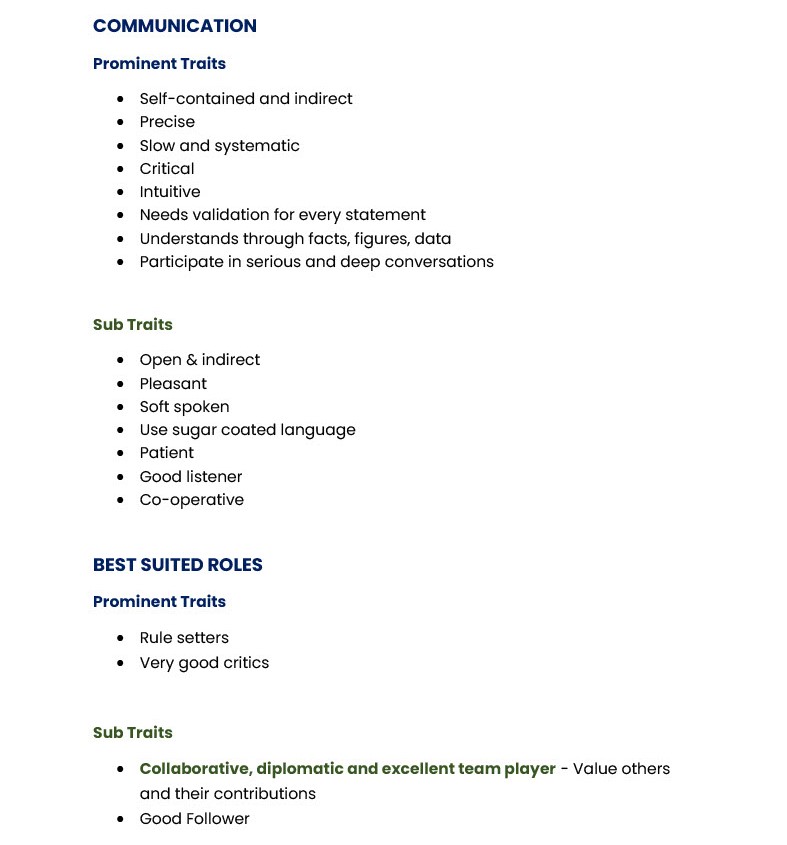 COMMUNICATION
Prominent Traits
• Self-contained and indirect
• Precise
• Slow and systematic
• Critical
• Intuitive
• Needs validation for every statement
• Understands through facts, figures, data
• Participate in serious and deep conversations
Sub Traits
• Open & indirect
• Pleasant
• Soft spoken
• Use sugar coated language
• Patient
• Good listener
• Co-operative
BEST SUITED ROLES
Prominent Traits
• Rule setters
• Very good critics
Sub Traits
• Collaborative, diplomatic and excellent team player - Value others
and their contributions
• Good Follower